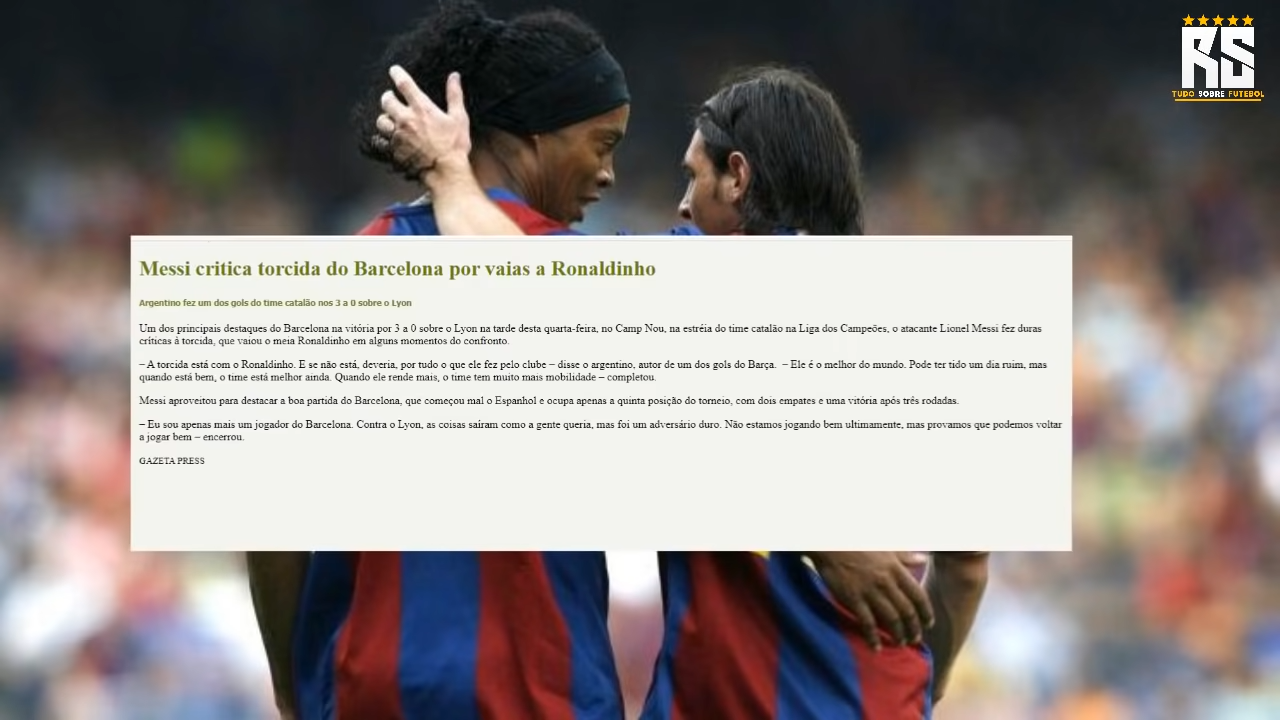 RS
TUDO SOBRE FUTEBOL
Messi critica torcida do Barcelona por vaias a Ronaldinho
Argentino fez um dos gols do time catalão nos 3 a 0 sobre o Lyon
Um dos principais destaques do Barcelona na vitória por 3 a 0 sobre o Lyon na tarde desta quarta-feira, no Camp Nou, na estréia do time catalão na Liga dos Campeões, o atacante Lionel Messi fez duras
críticas à torcida, que vaiou o meia Ronaldinho em alguns momentos do confronto.
– A torcida está com o Ronaldinho. E se não está, deveria, por tudo o que ele fez pelo clube – disse o argentino, autor de um dos gols do Barça.  – Ele é o melhor do mundo. Pode ter tido um dia ruim, mas
quando está bem, o time está melhor ainda. Quando ele rende mais, o time tem muito mais mobilidade – completou.
Messi aproveitou para destacar a boa partida do Barcelona, que começou mal o Espanhol e ocupa apenas a quinta posição do torneio, com dois empates e uma vitória após três rodadas.
– Eu sou apenas mais um jogador do Barcelona. Contra o Lyon, as coisas saíram como a gente queria, mas foi um adversário duro. Não estamos jogando bem ultimamente, mas provamos que podemos voltar
a jogar bem – encerrou.
GAZETA PRESS